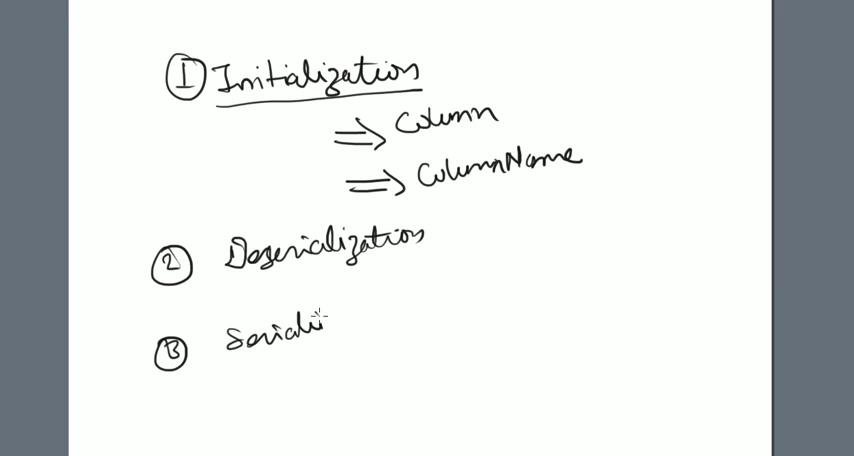 1 Initialization
⇒ Column
⇒ ColumnName
2 Deserialization
3 Seriali